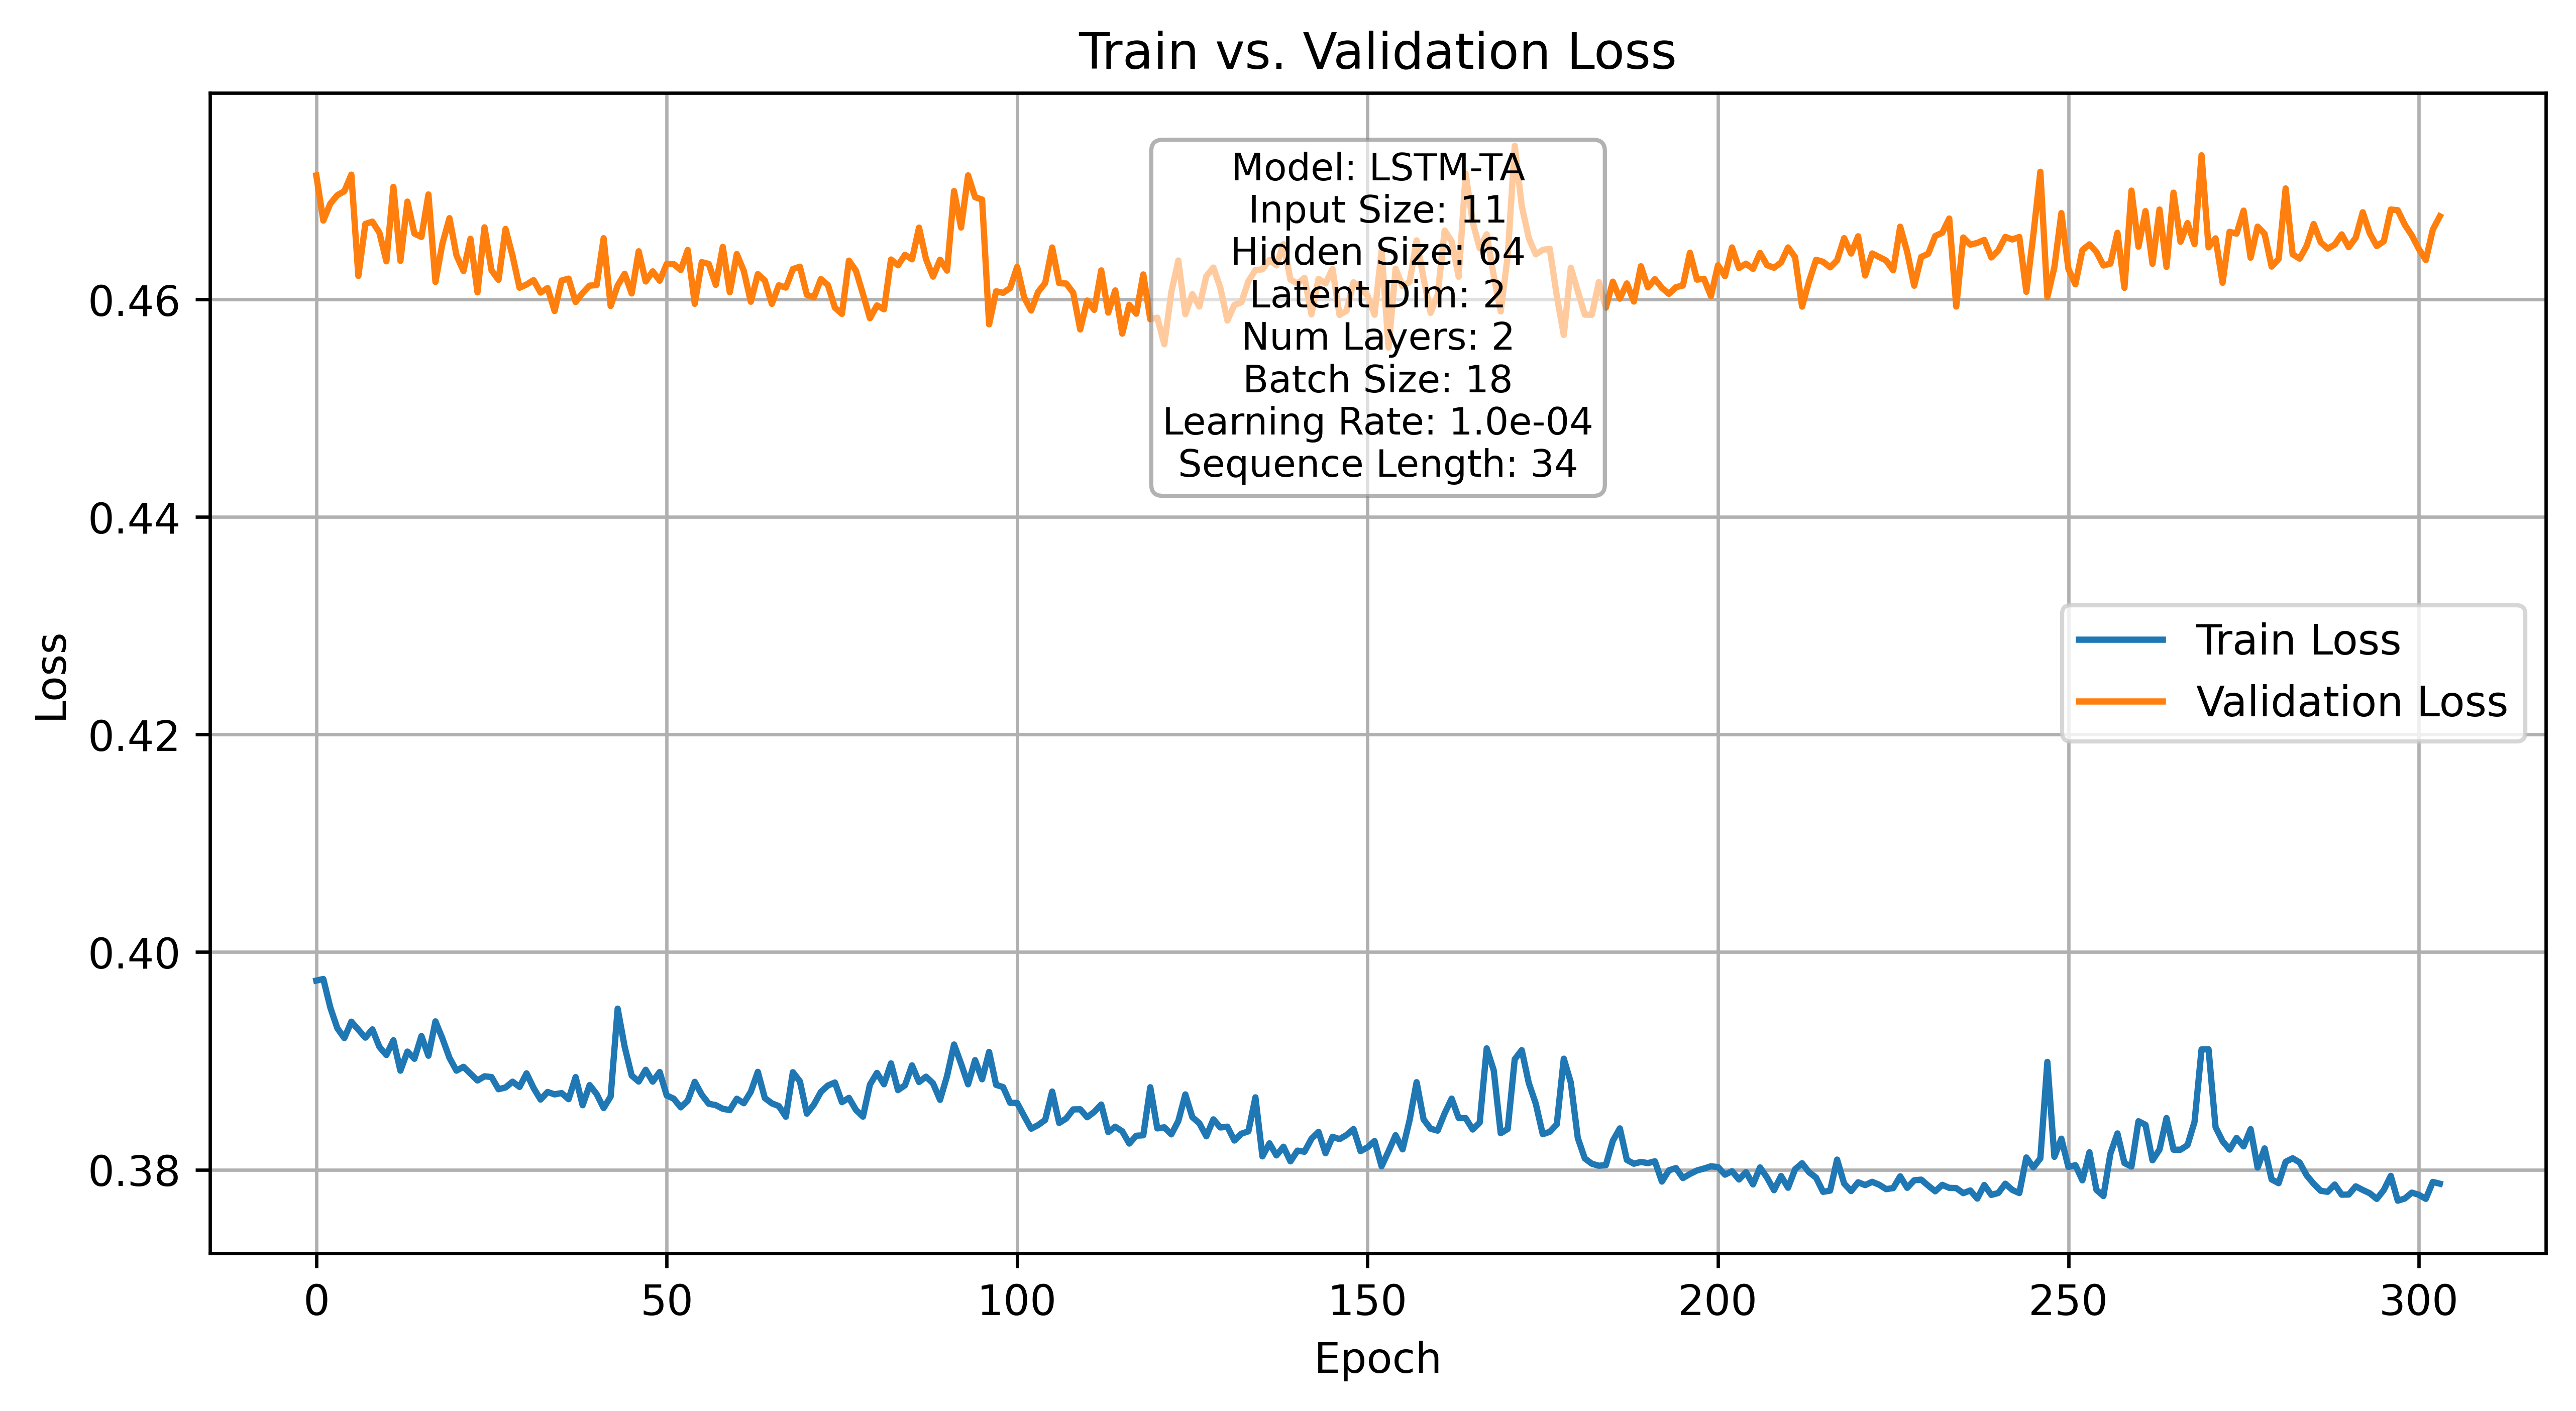 Train vs. Validation Loss
Model: LSTM-TA
Input Size: 11
Hidden Size: 64
Latent Dim: 2
Num Layers: 2
Batch Size: 18
Learning Rate: 1.0e-04
Sequence Length: 34
0.46
0.44
0.42
0.40
0.38
Loss
Train Loss
Validation Loss
0 50 100 150 200 250 300
Epoch